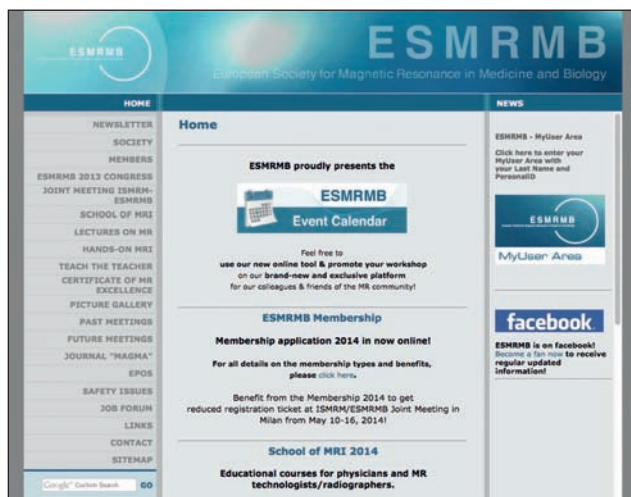 ESMRMB
ESMRMB
European Society for Magnetic Resonance in Medicine and Biology
HOME
NEWS
NEWSLETTER
SOCIETY
MEMBERS
ESMRMB 2013 CONGRESS
JOINT MEETING ISMRM-
ESMRMB
SCHOOL OF MRI
LECTURES ON MR
HANDS-ON MRI
TEACH THE TEACHER
CERTIFICATE OF MR
EXCELLENCE
PICTURE GALLERY
PAST MEETINGS
FUTURE MEETINGS
JOURNAL "MAGMA"
EPOS
SAFETY ISSUES
JOB FORUM
LINKS
CONTACT
SITEMAP
Google™ Custom Search GO
Home
ESMRMB proudly presents the
ESMRMB
Event Calendar
Feel free to
use our new online tool & promote your workshop
on our brand-new and exclusive platform
for our colleagues & friends of the MR community!
ESMRMB Membership
Membership application 2014 in now online!
For all details on the membership types and benefits,
please click here.
Benefit from the Membership 2014 to get
reduced registration ticket at ISMRM/ESMRMB Joint Meeting in
Milan from May 10-16, 2014!
School of MRI 2014
Educational courses for physicians and MR
technologists/radiographers.
ESMRMB - MyUser Area
Click here to enter your
MyUser Area with
your Last Name and
PersonalID
ESMRMB
MyUser Area
facebook
ESMRMB is on facebook!
Become a fan now to receive
regular updated
information!